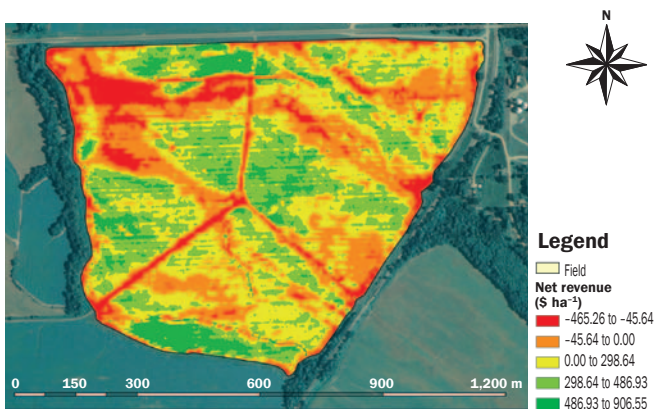 N
0 150 300 600 900 1,200 m
Legend
Field
Net revenue
($ ha⁻¹)
−465.26 to −45.64
−45.64 to 0.00
0.00 to 298.64
298.64 to 486.93
486.93 to 906.55